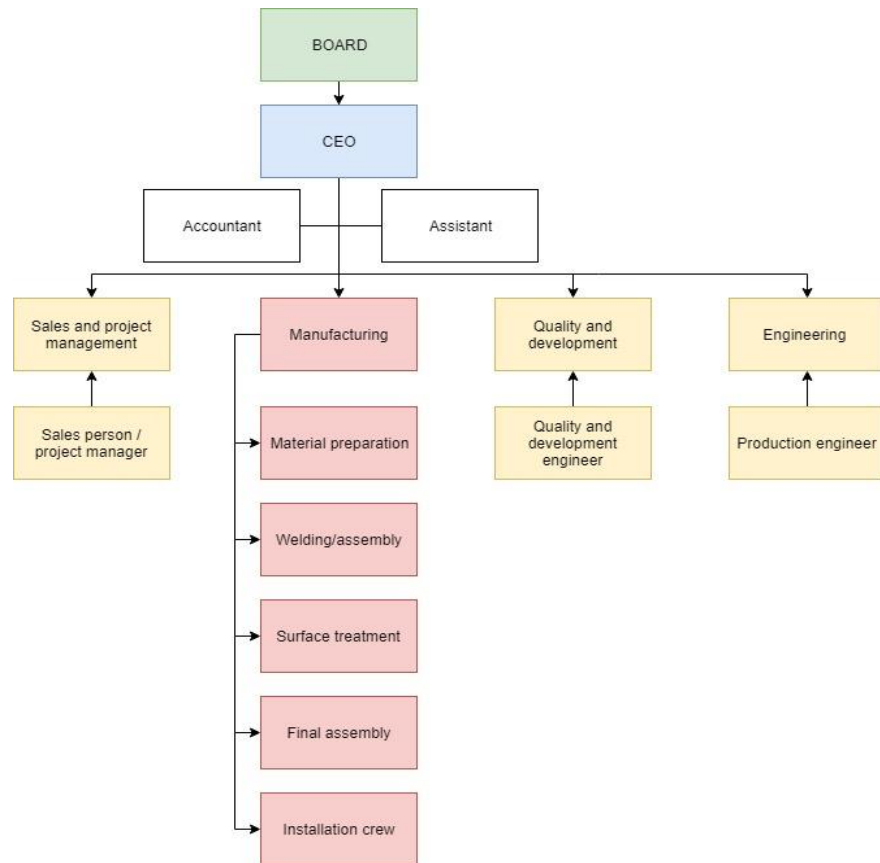 BOARD
CEO
Accountant
Assistant
Sales and project
management
Manufacturing
Quality and
development
Engineering
Sales person /
project manager
Material preparation
Quality and
development
engineer
Production engineer
Welding/assembly
Surface treatment
Final assembly
Installation crew